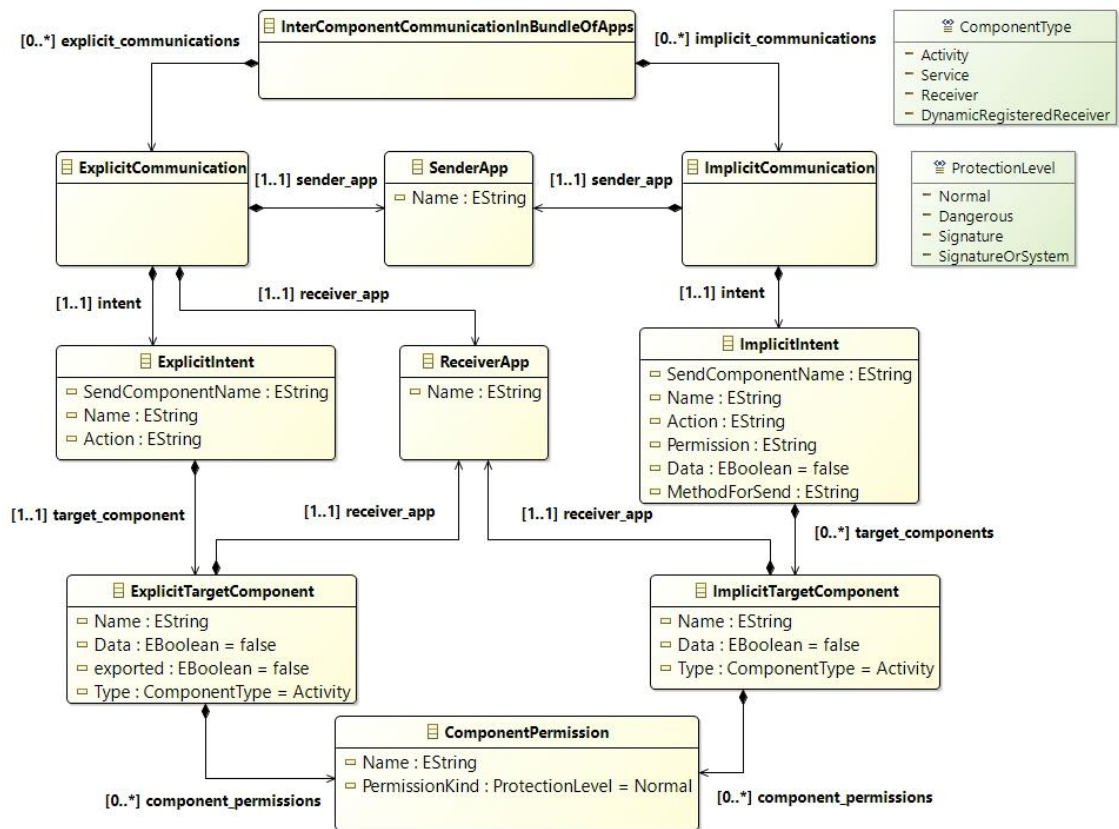 InterComponentCommunicationInBundleOfApps
[0..*] explicit_communications
[0..*] implicit_communications
ComponentType
Activity
Service
Receiver
DynamicRegisteredReceiver
ExplicitCommunication
[1..1] sender_app
SenderApp
Name : EString
[1..1] sender_app
ImplicitCommunication
ProtectionLevel
Normal
Dangerous
Signature
SignatureOrSystem
[1..1] intent
[1..1] receiver_app
[1..1] intent
ExplicitIntent
SendComponentName : EString
Name : EString
Action : EString
ReceiverApp
Name : EString
ImplicitIntent
SendComponentName : EString
Name : EString
Action : EString
Permission : EString
Data : EBoolean = false
MethodForSend : EString
[1..1] target_component
[1..1] receiver_app
[1..1] receiver_app
[0..*] target_components
ExplicitTargetComponent
Name : EString
Data : EBoolean = false
exported : EBoolean = false
Type : ComponentType = Activity
ImplicitTargetComponent
Name : EString
Data : EBoolean = false
Type : ComponentType = Activity
ComponentPermission
Name : EString
PermissionKind : ProtectionLevel = Normal
[0..*] component_permissions
[0..*] component_permissions